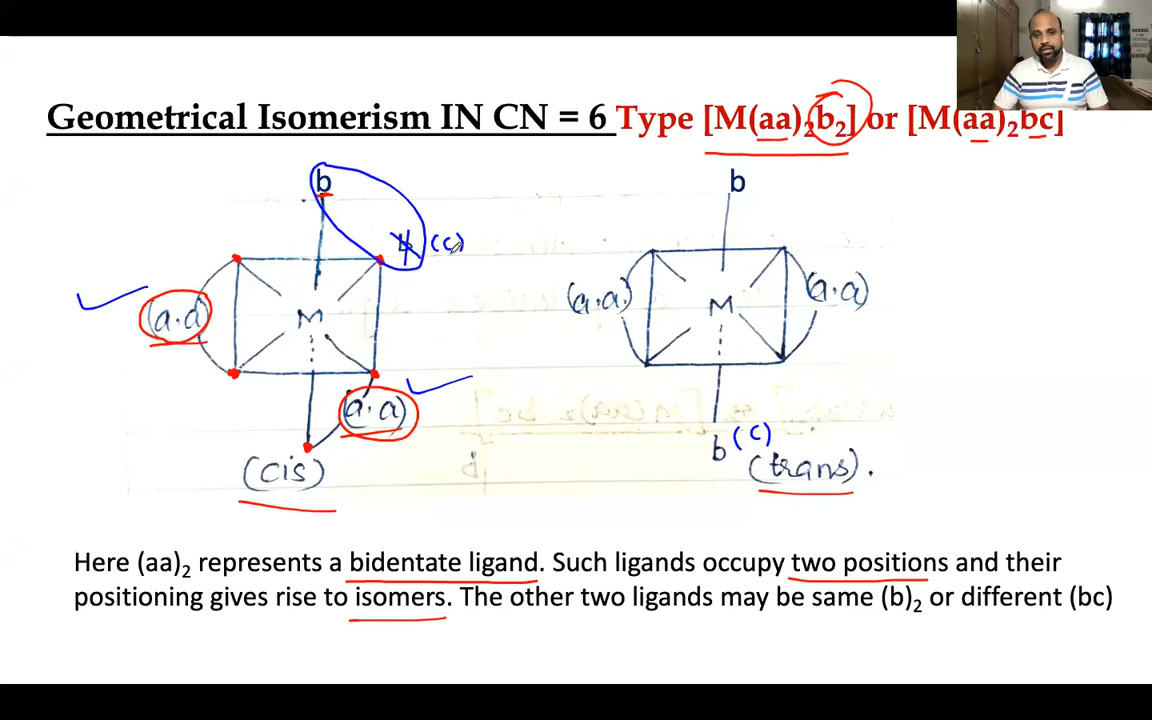 Geometrical Isomerism IN CN = 6 Type [M(aa)₂b₂] or [M(aa)₂bc]
b
b
(c)
(a.a)
M
(a.a)
(a.a)
M
(a.a)
b (c)
(cis)
(trans).
Here (aa)₂ represents a bidentate ligand. Such ligands occupy two positions and their
positioning gives rise to isomers. The other two ligands may be same (b)₂ or different (bc)